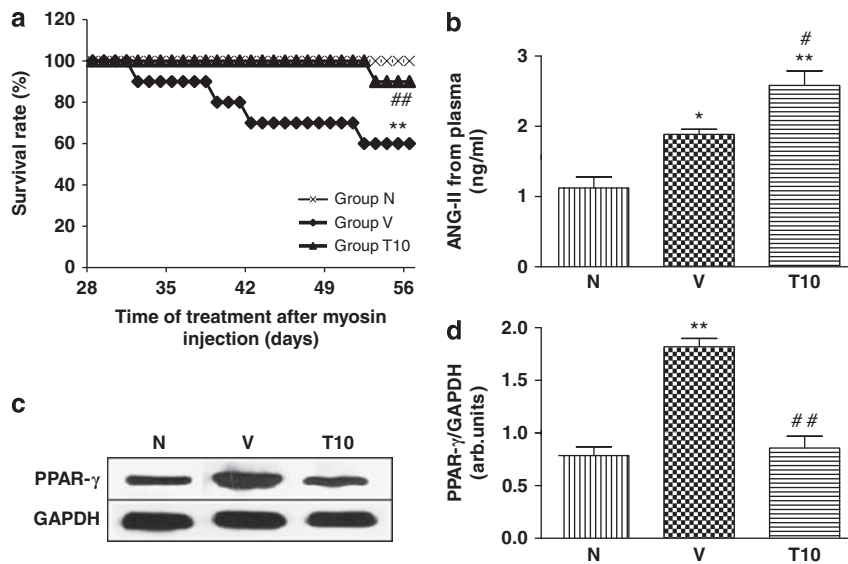 a
120
100
80
60
40
20
0
Survival rate (%)
##
**
Group N
Group V
Group T10
28 35 42 49 56
Time of treatment after myosin
injection (days)
b
3
2
1
0
ANG-II from plasma
(ng/ml)
*
#
**
N V T10
c
N V T10
PPAR-γ
GAPDH
d
2.0
1.5
1.0
0.5
0.0
PPAR-γ/GAPDH
(arb.units)
**
##
N V T10